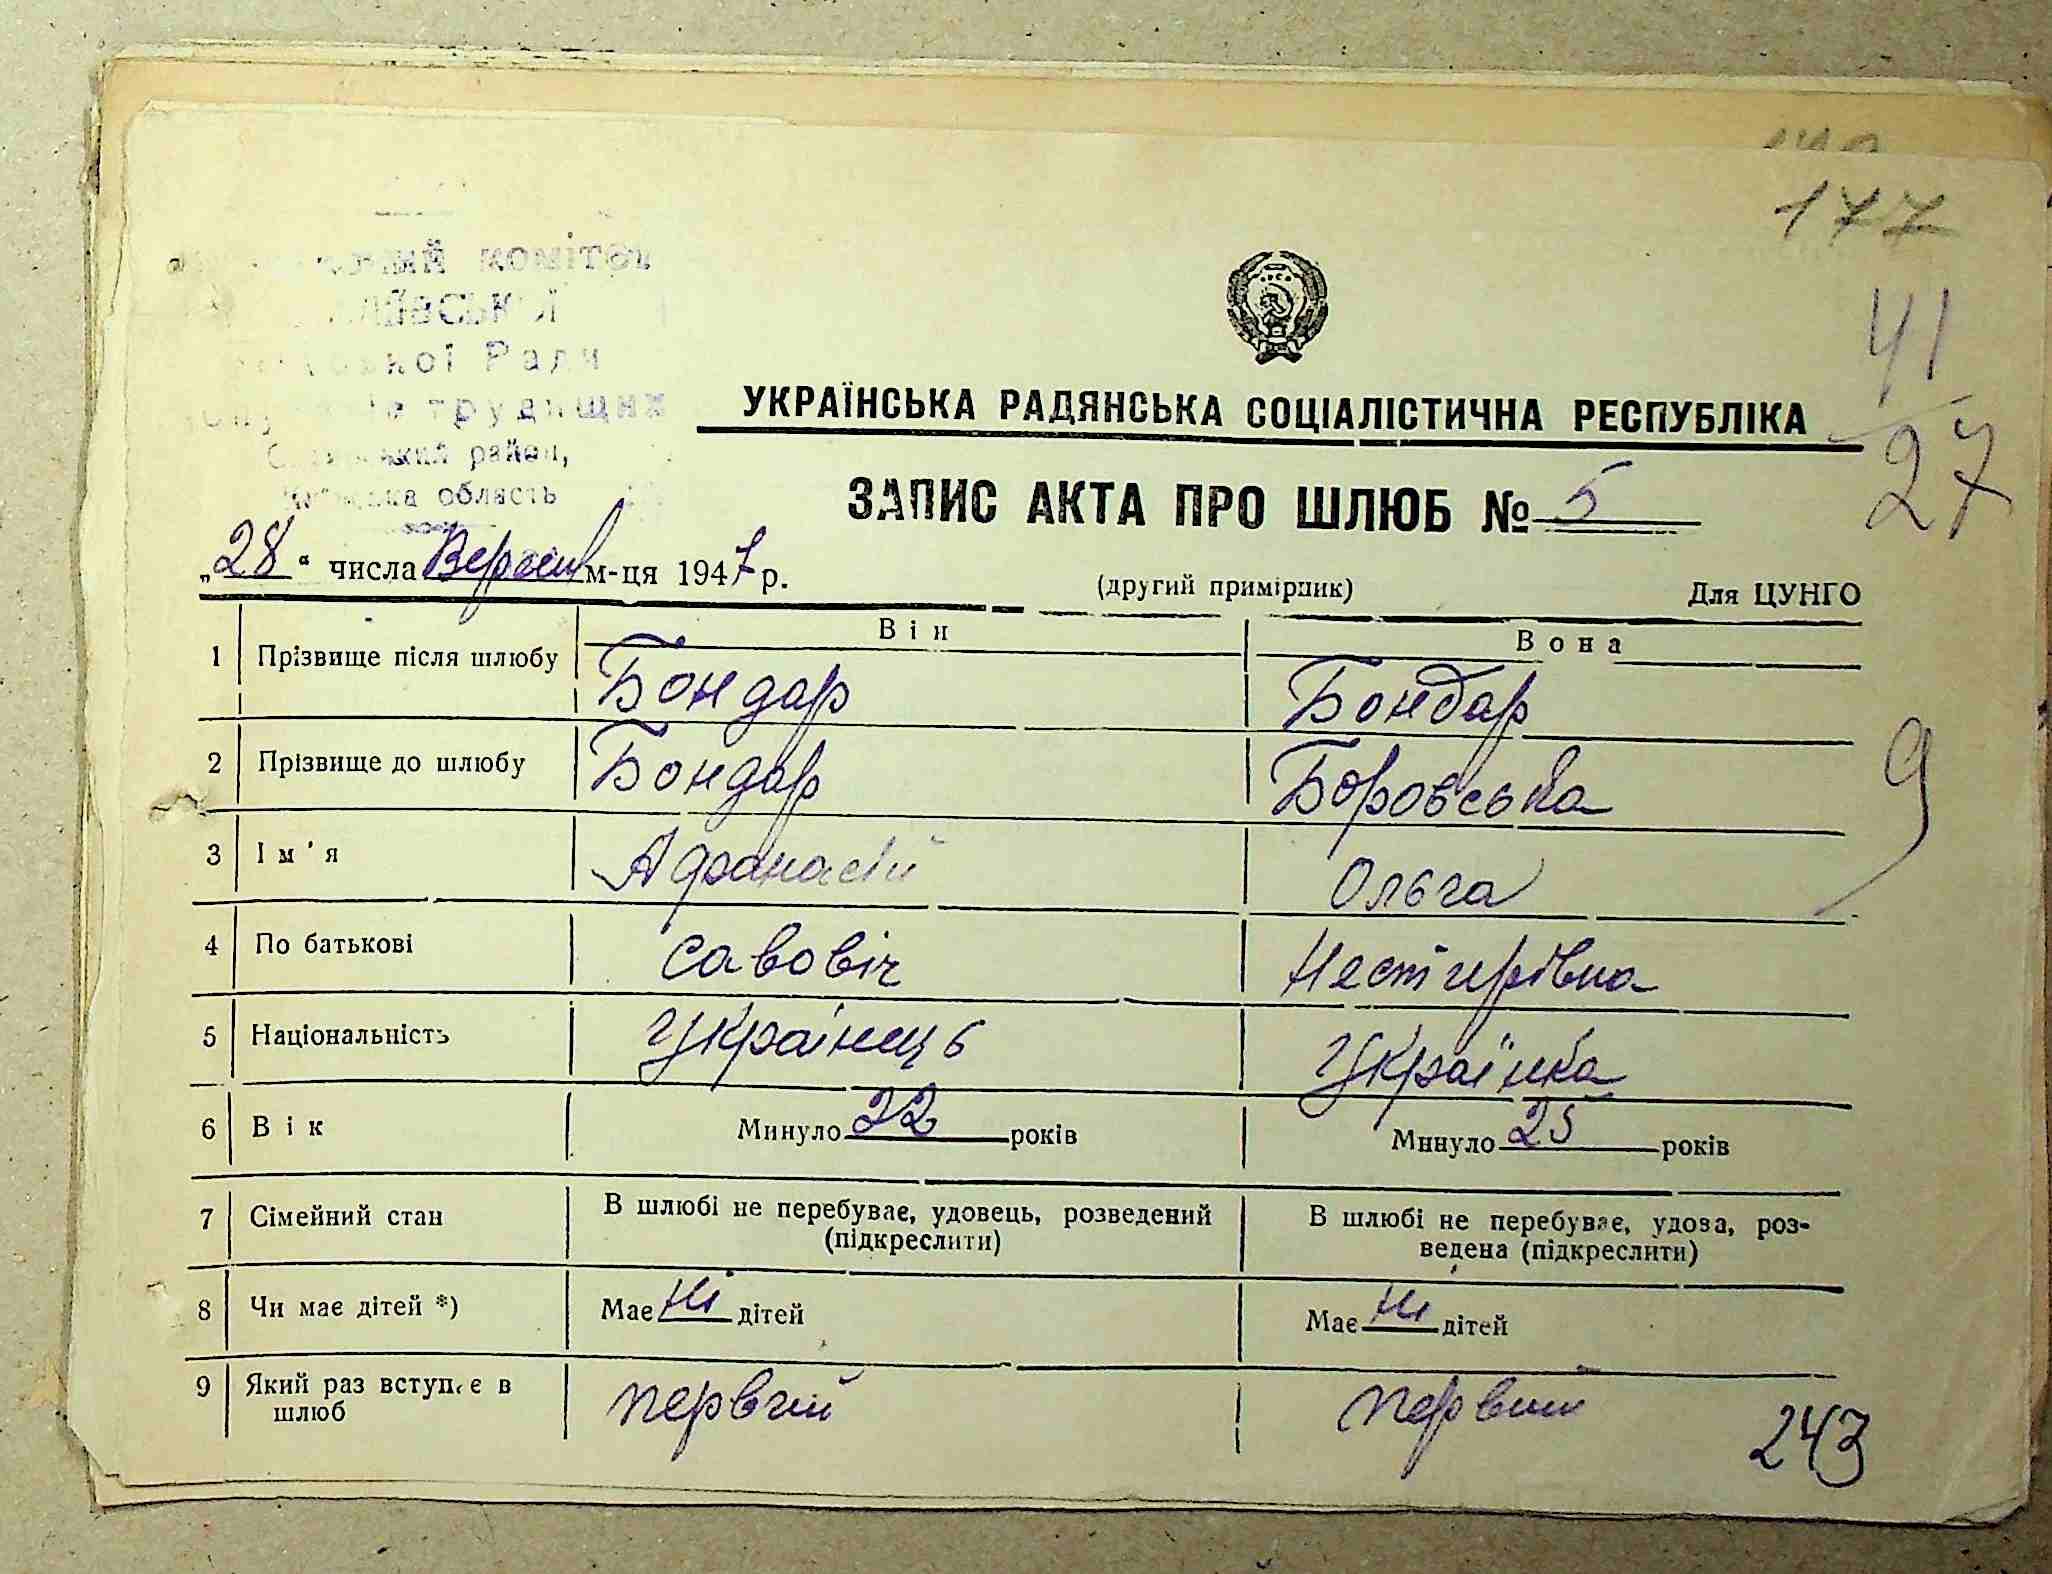 177
комітет
Ради
трудящих
район,
область
41
27
УКРАЇНСЬКА РАДЯНСЬКА СОЦІАЛІСТИЧНА РЕСПУБЛІКА
ЗАПИС АКТА ПРО ШЛЮБ № 5
„28“ числа м-ця 1947 р. (другий примірник) Для ЦУНГО
Він Вона
1 Прізвище після шлюбу Бондар Бондар
2 Прізвище до шлюбу Бондар Боровська
9
3 Ім'я Афанасій Ольга
4 По батькові Савовіч Нестірівна
5 Національність Українець Українка
6 Вік Минуло 22 років Минуло 25 років
7 Сімейний стан В шлюбі не перебуває, удовець, розведений В шлюбі не перебуває, удова, роз-
(підкреслити) ведена (підкреслити)
8 Чи має дітей *) Має Ні дітей Має Ні дітей
9 Який раз вступає в первий первий
шлюб
243